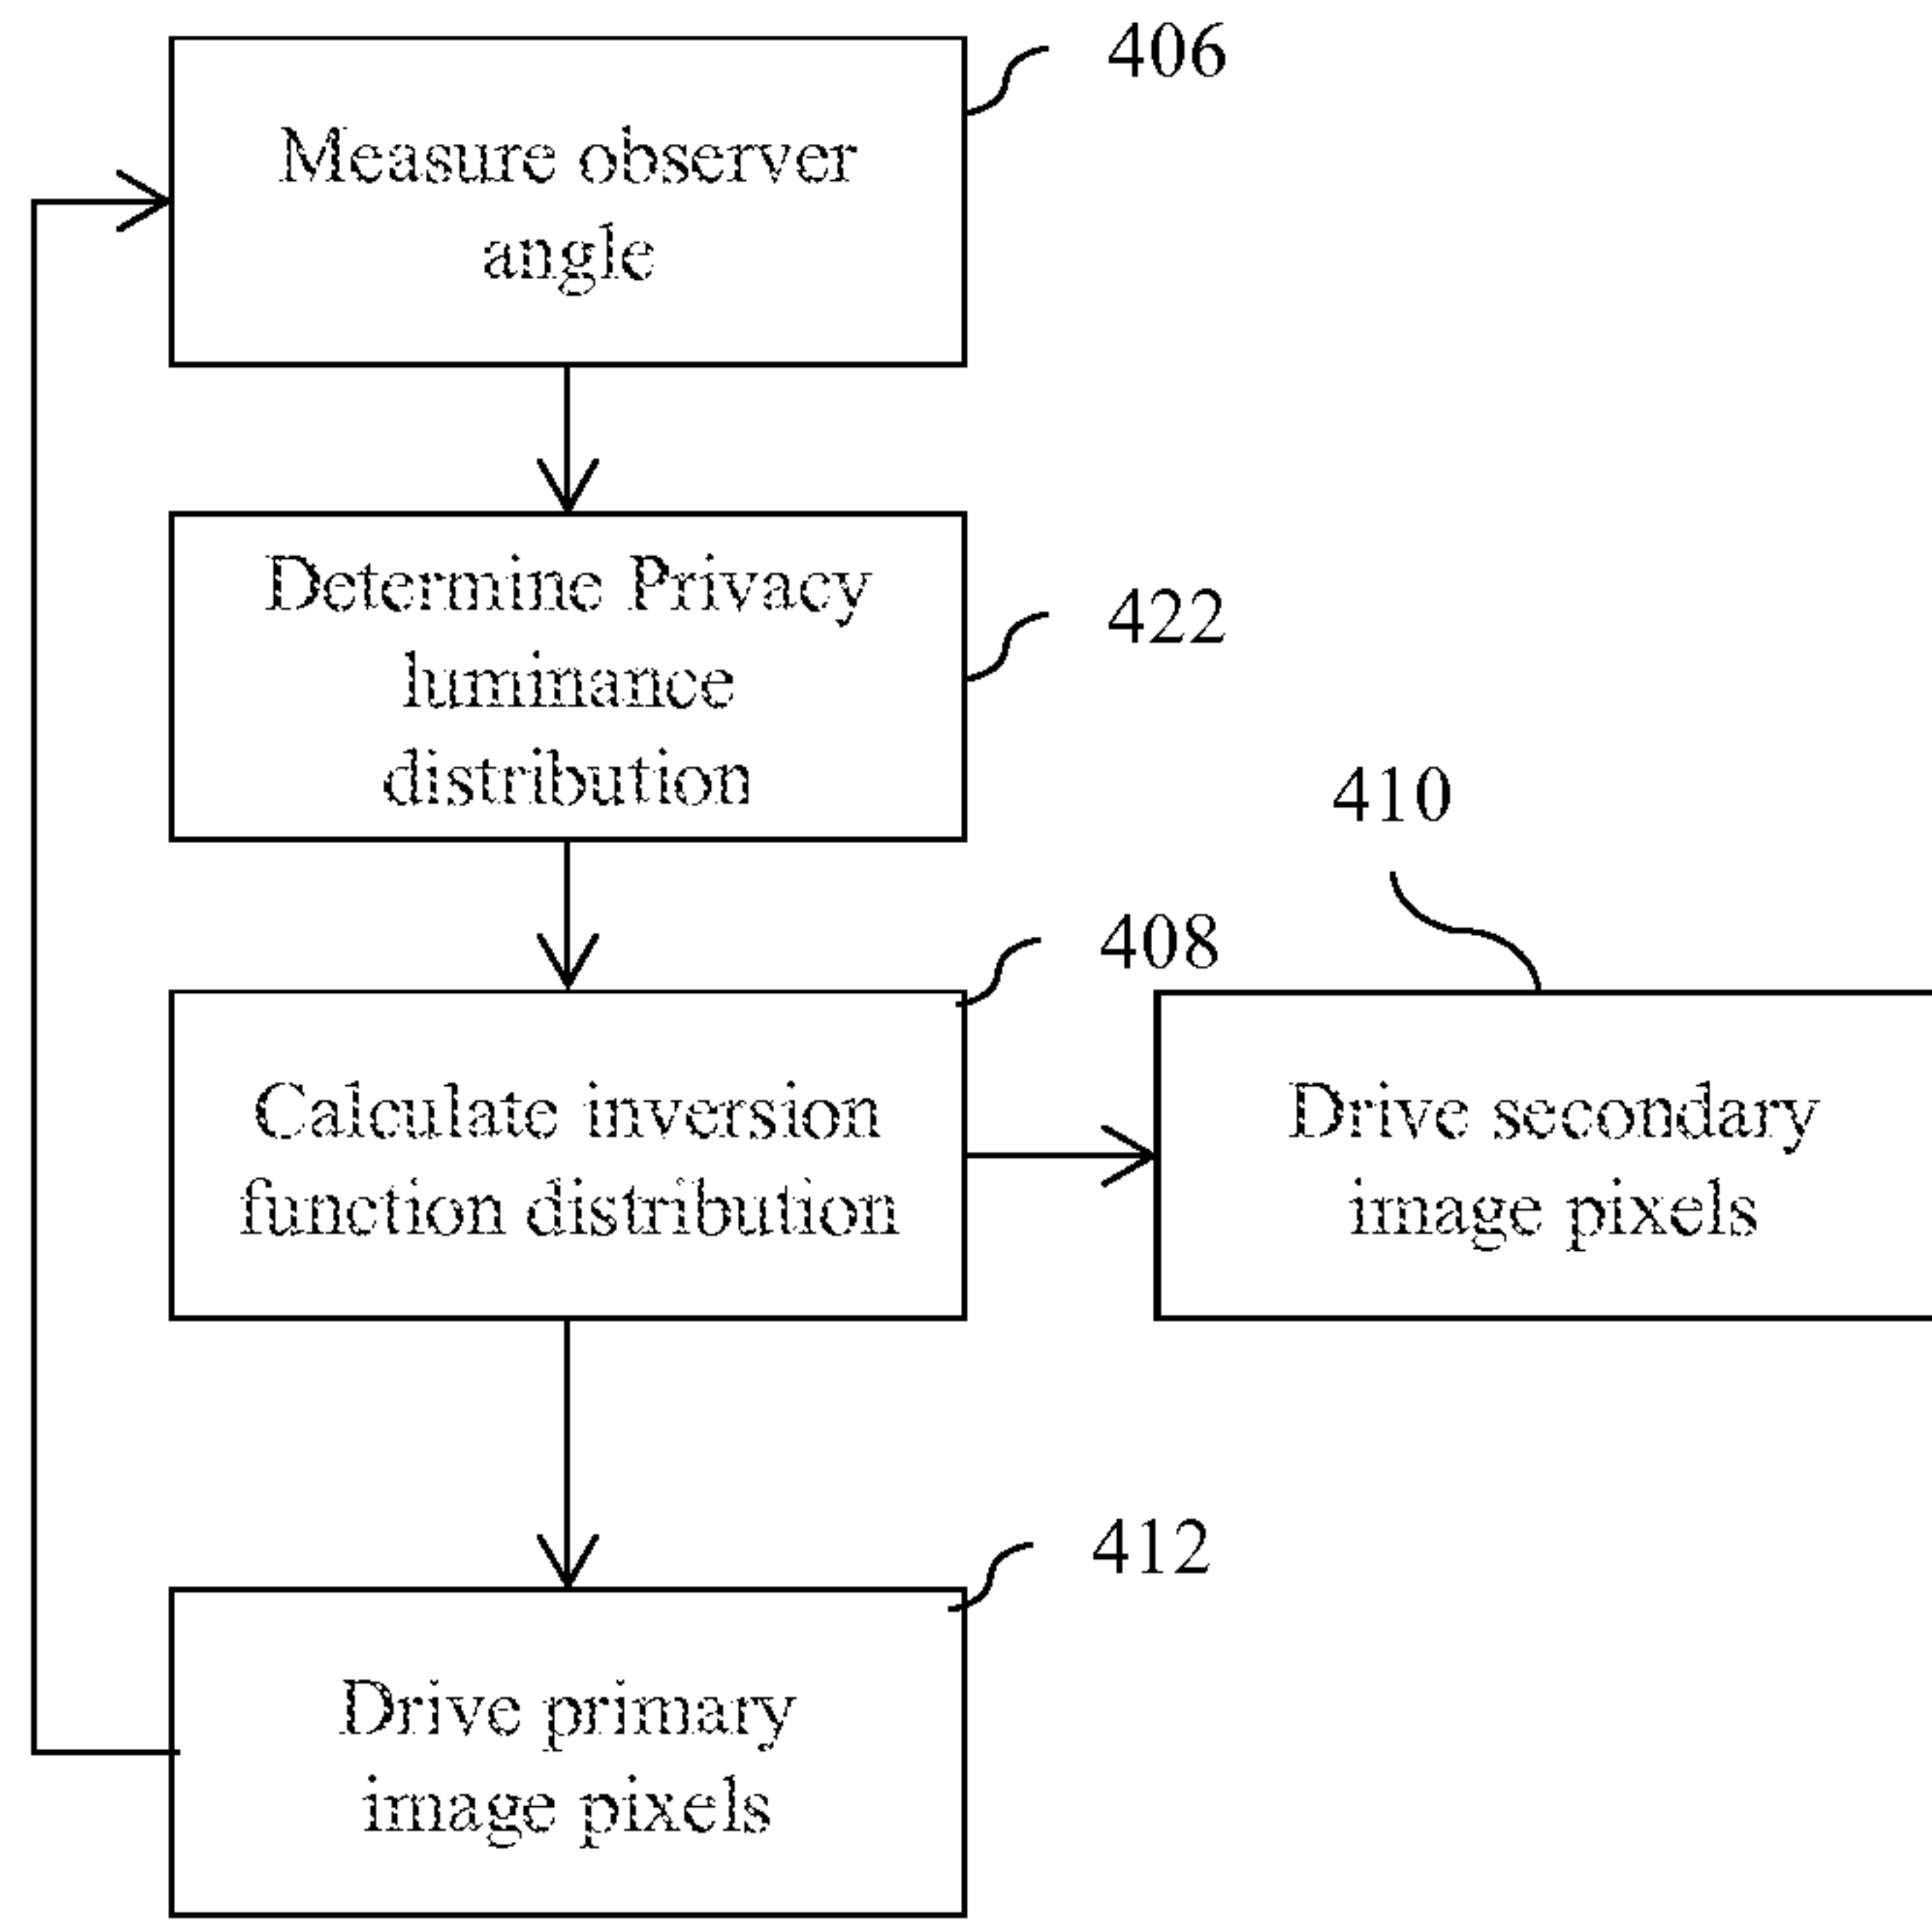 406
Measure observer
angle
Determine Privacy
luminance
distribution
422
410
408
Calculate inversion
function distribution
Drive secondary
image pixels
412
Drive primary
image pixels